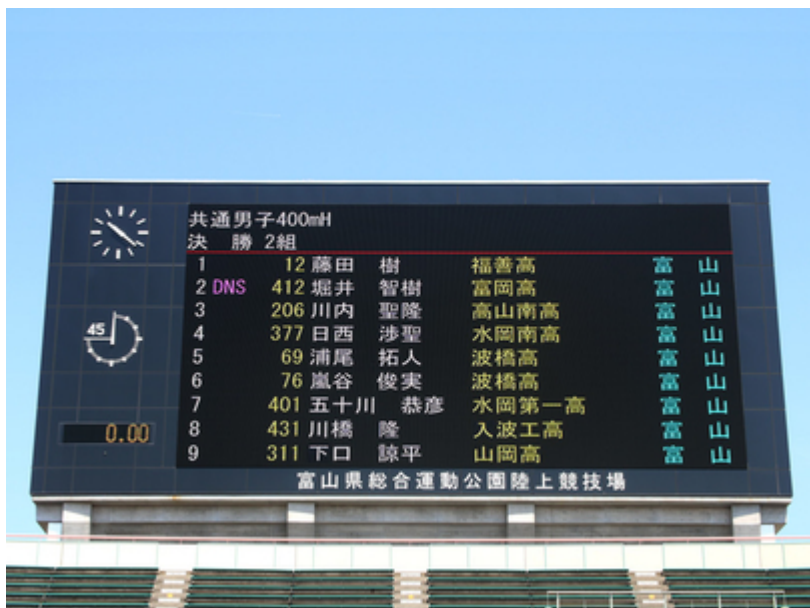 共通男子400mH
決 勝 2組
1 12 藤田 樹 福善高 富 山
2 DNS 412 堀井 智樹 富岡高 富 山
3 206 川内 聖隆 高山南高 富 山
4 377 日西 渉聖 水岡南高 富 山
5 69 浦尾 拓人 波橋高 富 山
6 76 嵐谷 俊実 波橋高 富 山
7 401 五十川 恭彦 水岡第一高 富 山
8 431 川橋 隆 入波工高 富 山
9 311 下口 諒平 山岡高 富 山
45
0.00
富山県総合運動公園陸上競技場